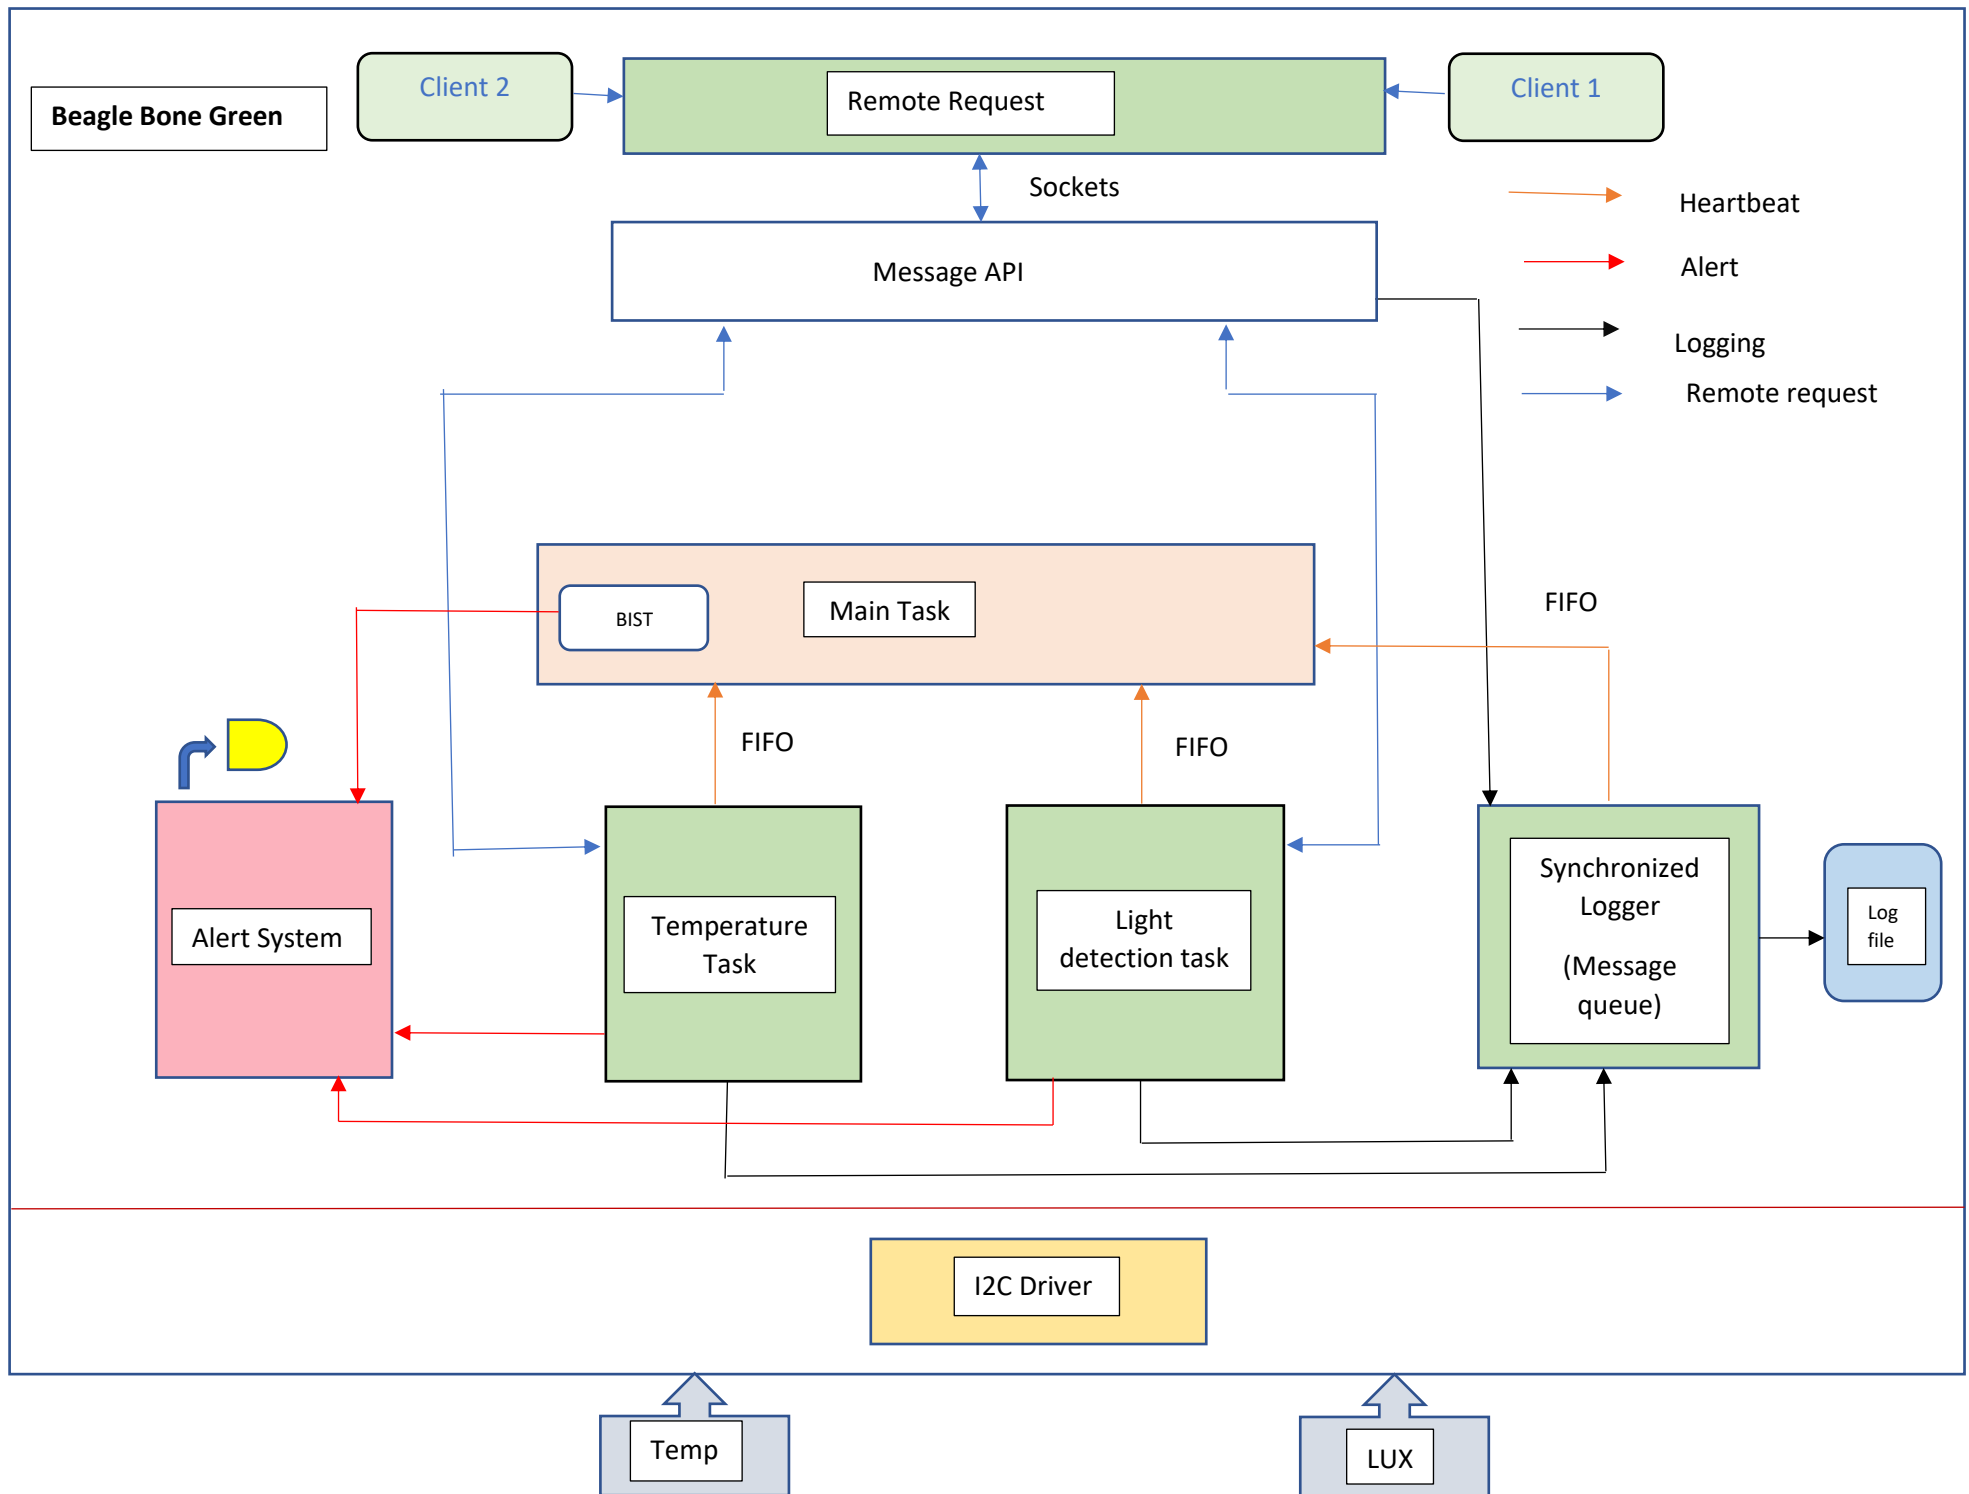 Client 2
Remote Request
Client 1
Beagle Bone Green
Sockets
Heartbeat
Message API
Alert
Logging
Remote request
BIST
Main Task
FIFO
FIFO
FIFO
Alert System
Temperature
Task
Light
detection task
Synchronized
Logger
(Message
queue)
Log
file
I2C Driver
Temp
LUX